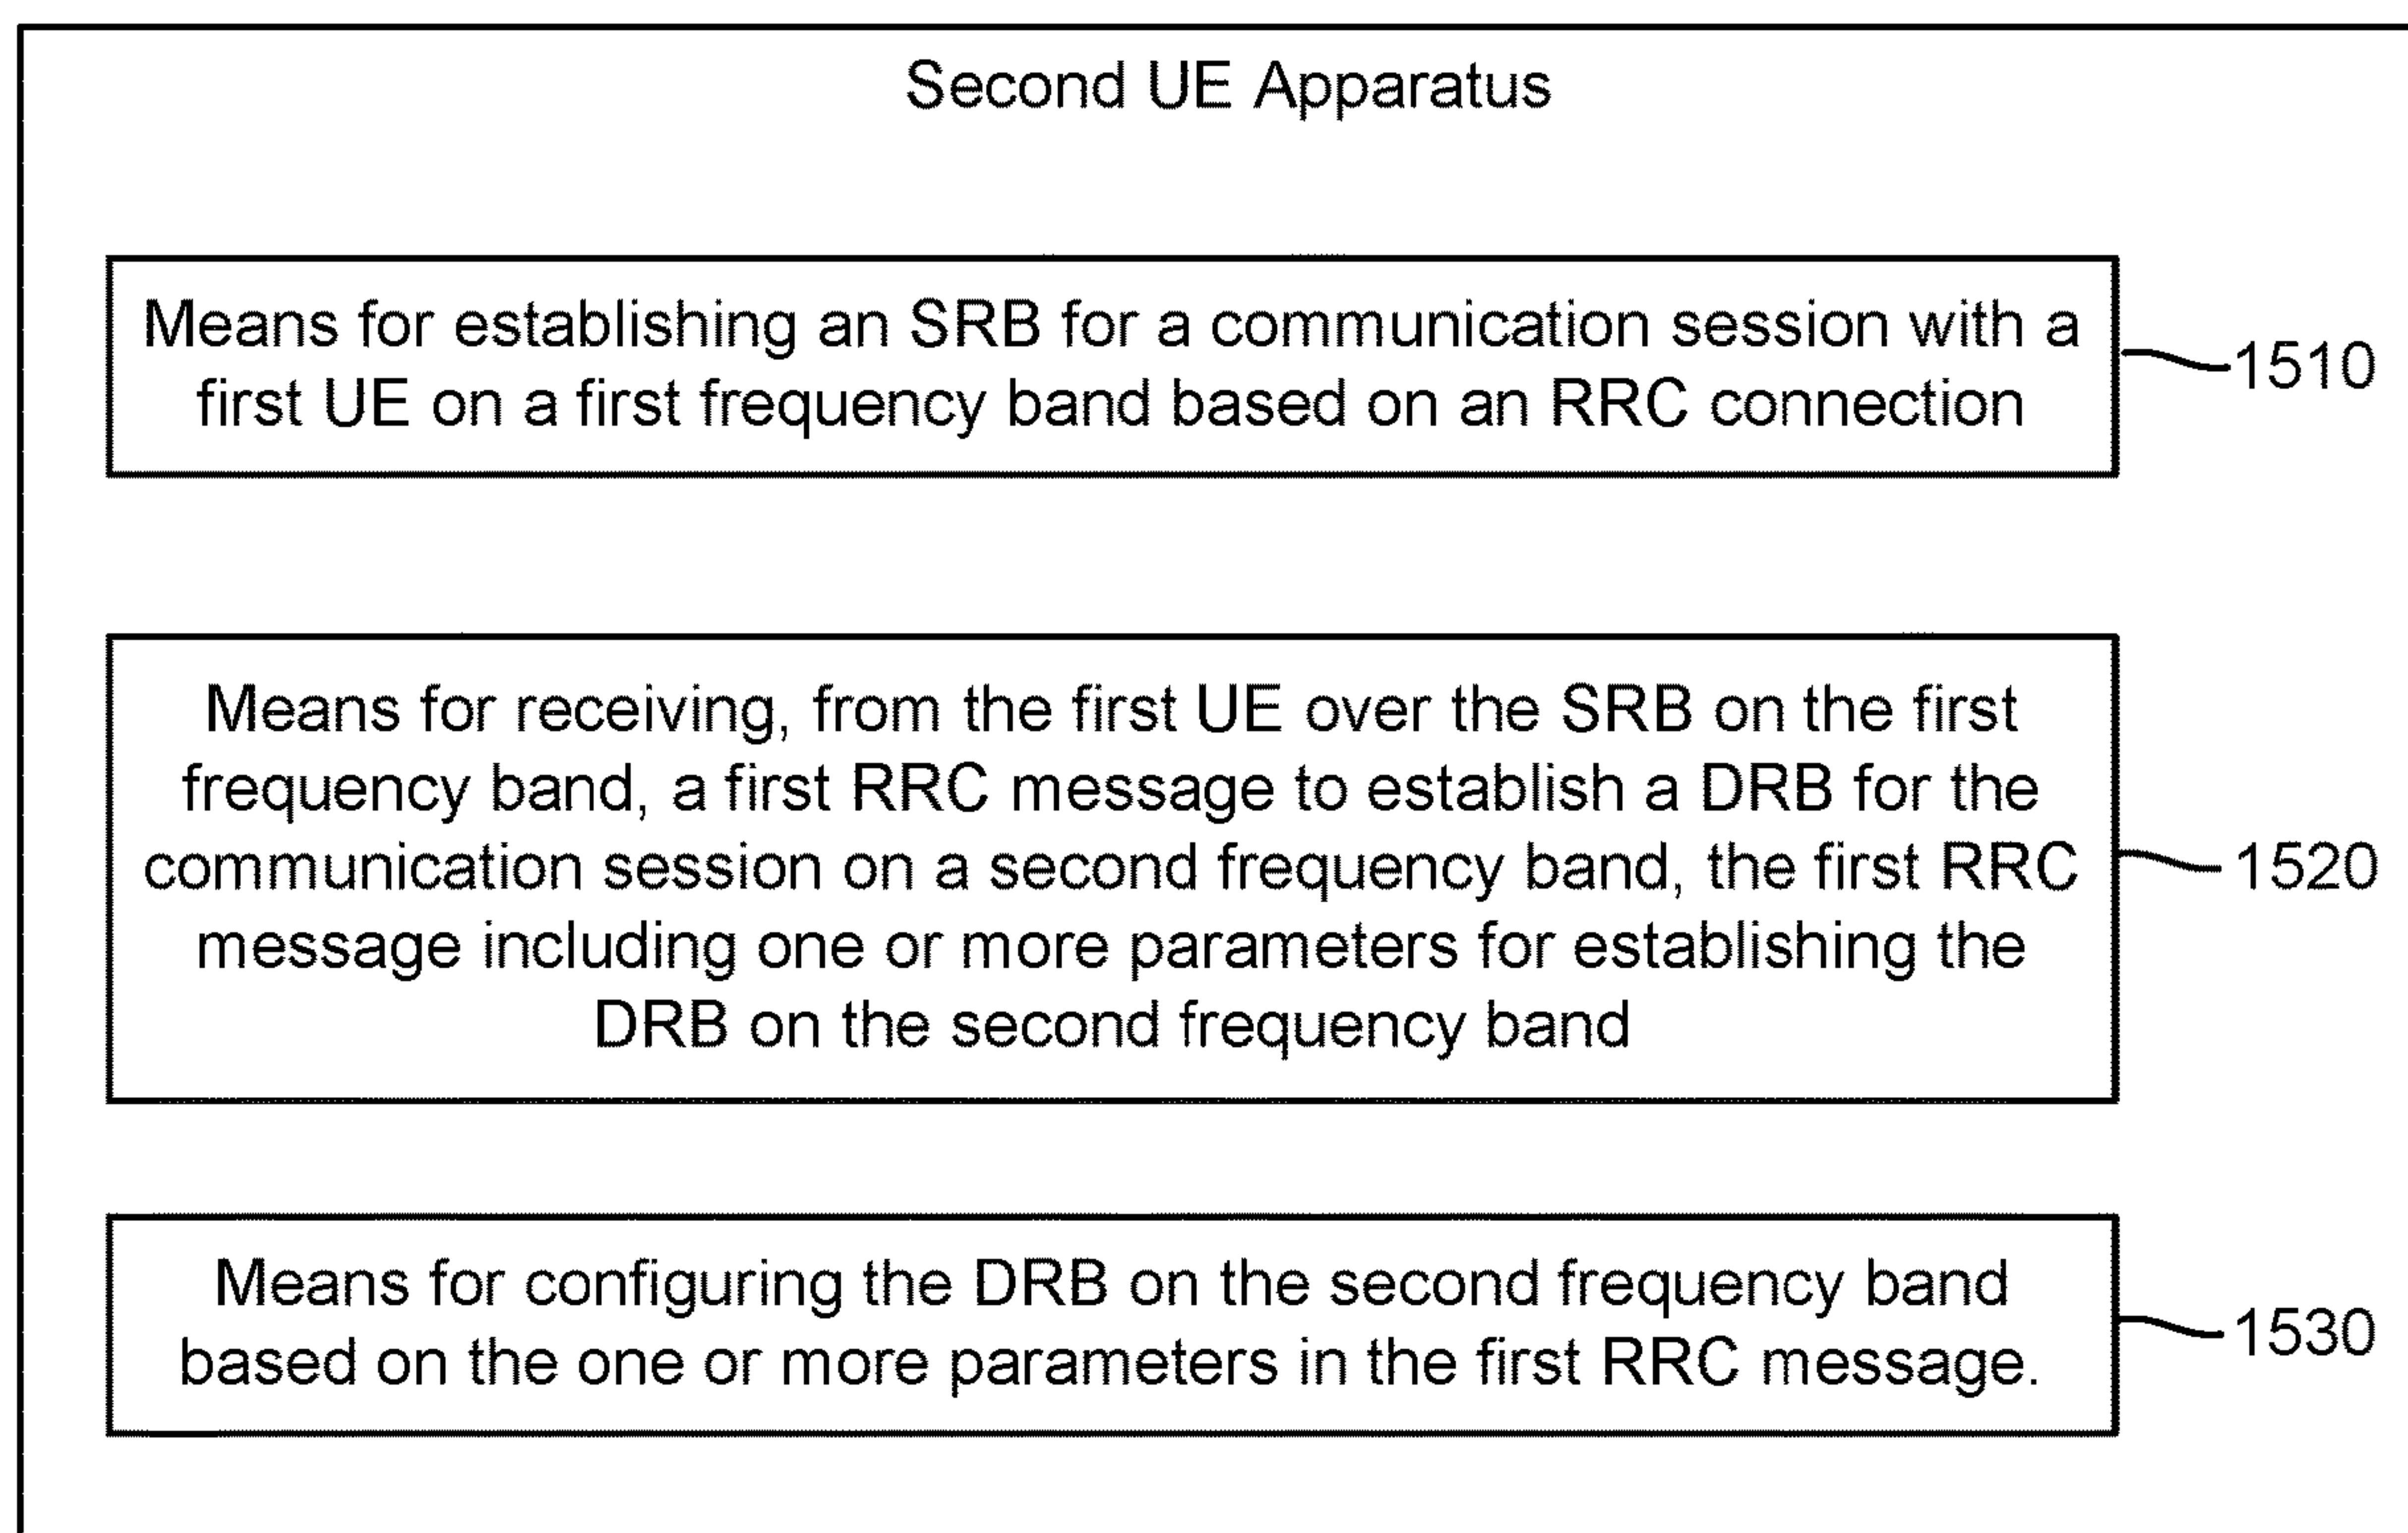 Second UE Apparatus
Means for establishing an SRB for a communication session with a
first UE on a first frequency band based on an RRC connection
1510
Means for receiving, from the first UE over the SRB on the first
frequency band, a first RRC message to establish a DRB for the
communication session on a second frequency band, the first RRC
message including one or more parameters for establishing the
DRB on the second frequency band
1520
Means for configuring the DRB on the second frequency band
based on the one or more parameters in the first RRC message.
1530